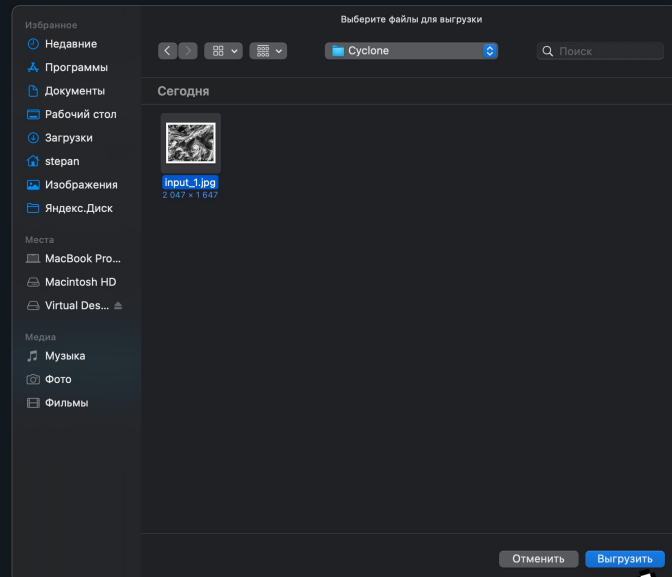 Выберите файлы для выгрузки
Избранное
Недавние
Программы
Документы
Рабочий стол
Загрузки
stepan
Изображения
Яндекс.Диск
Места
MacBook Pro...
Macintosh HD
Virtual Des...
Медиа
Музыка
Фото
Фильмы
Cyclone
Поиск
Сегодня
input_1.jpg
2 047 × 1 647
Отменить
Выгрузить